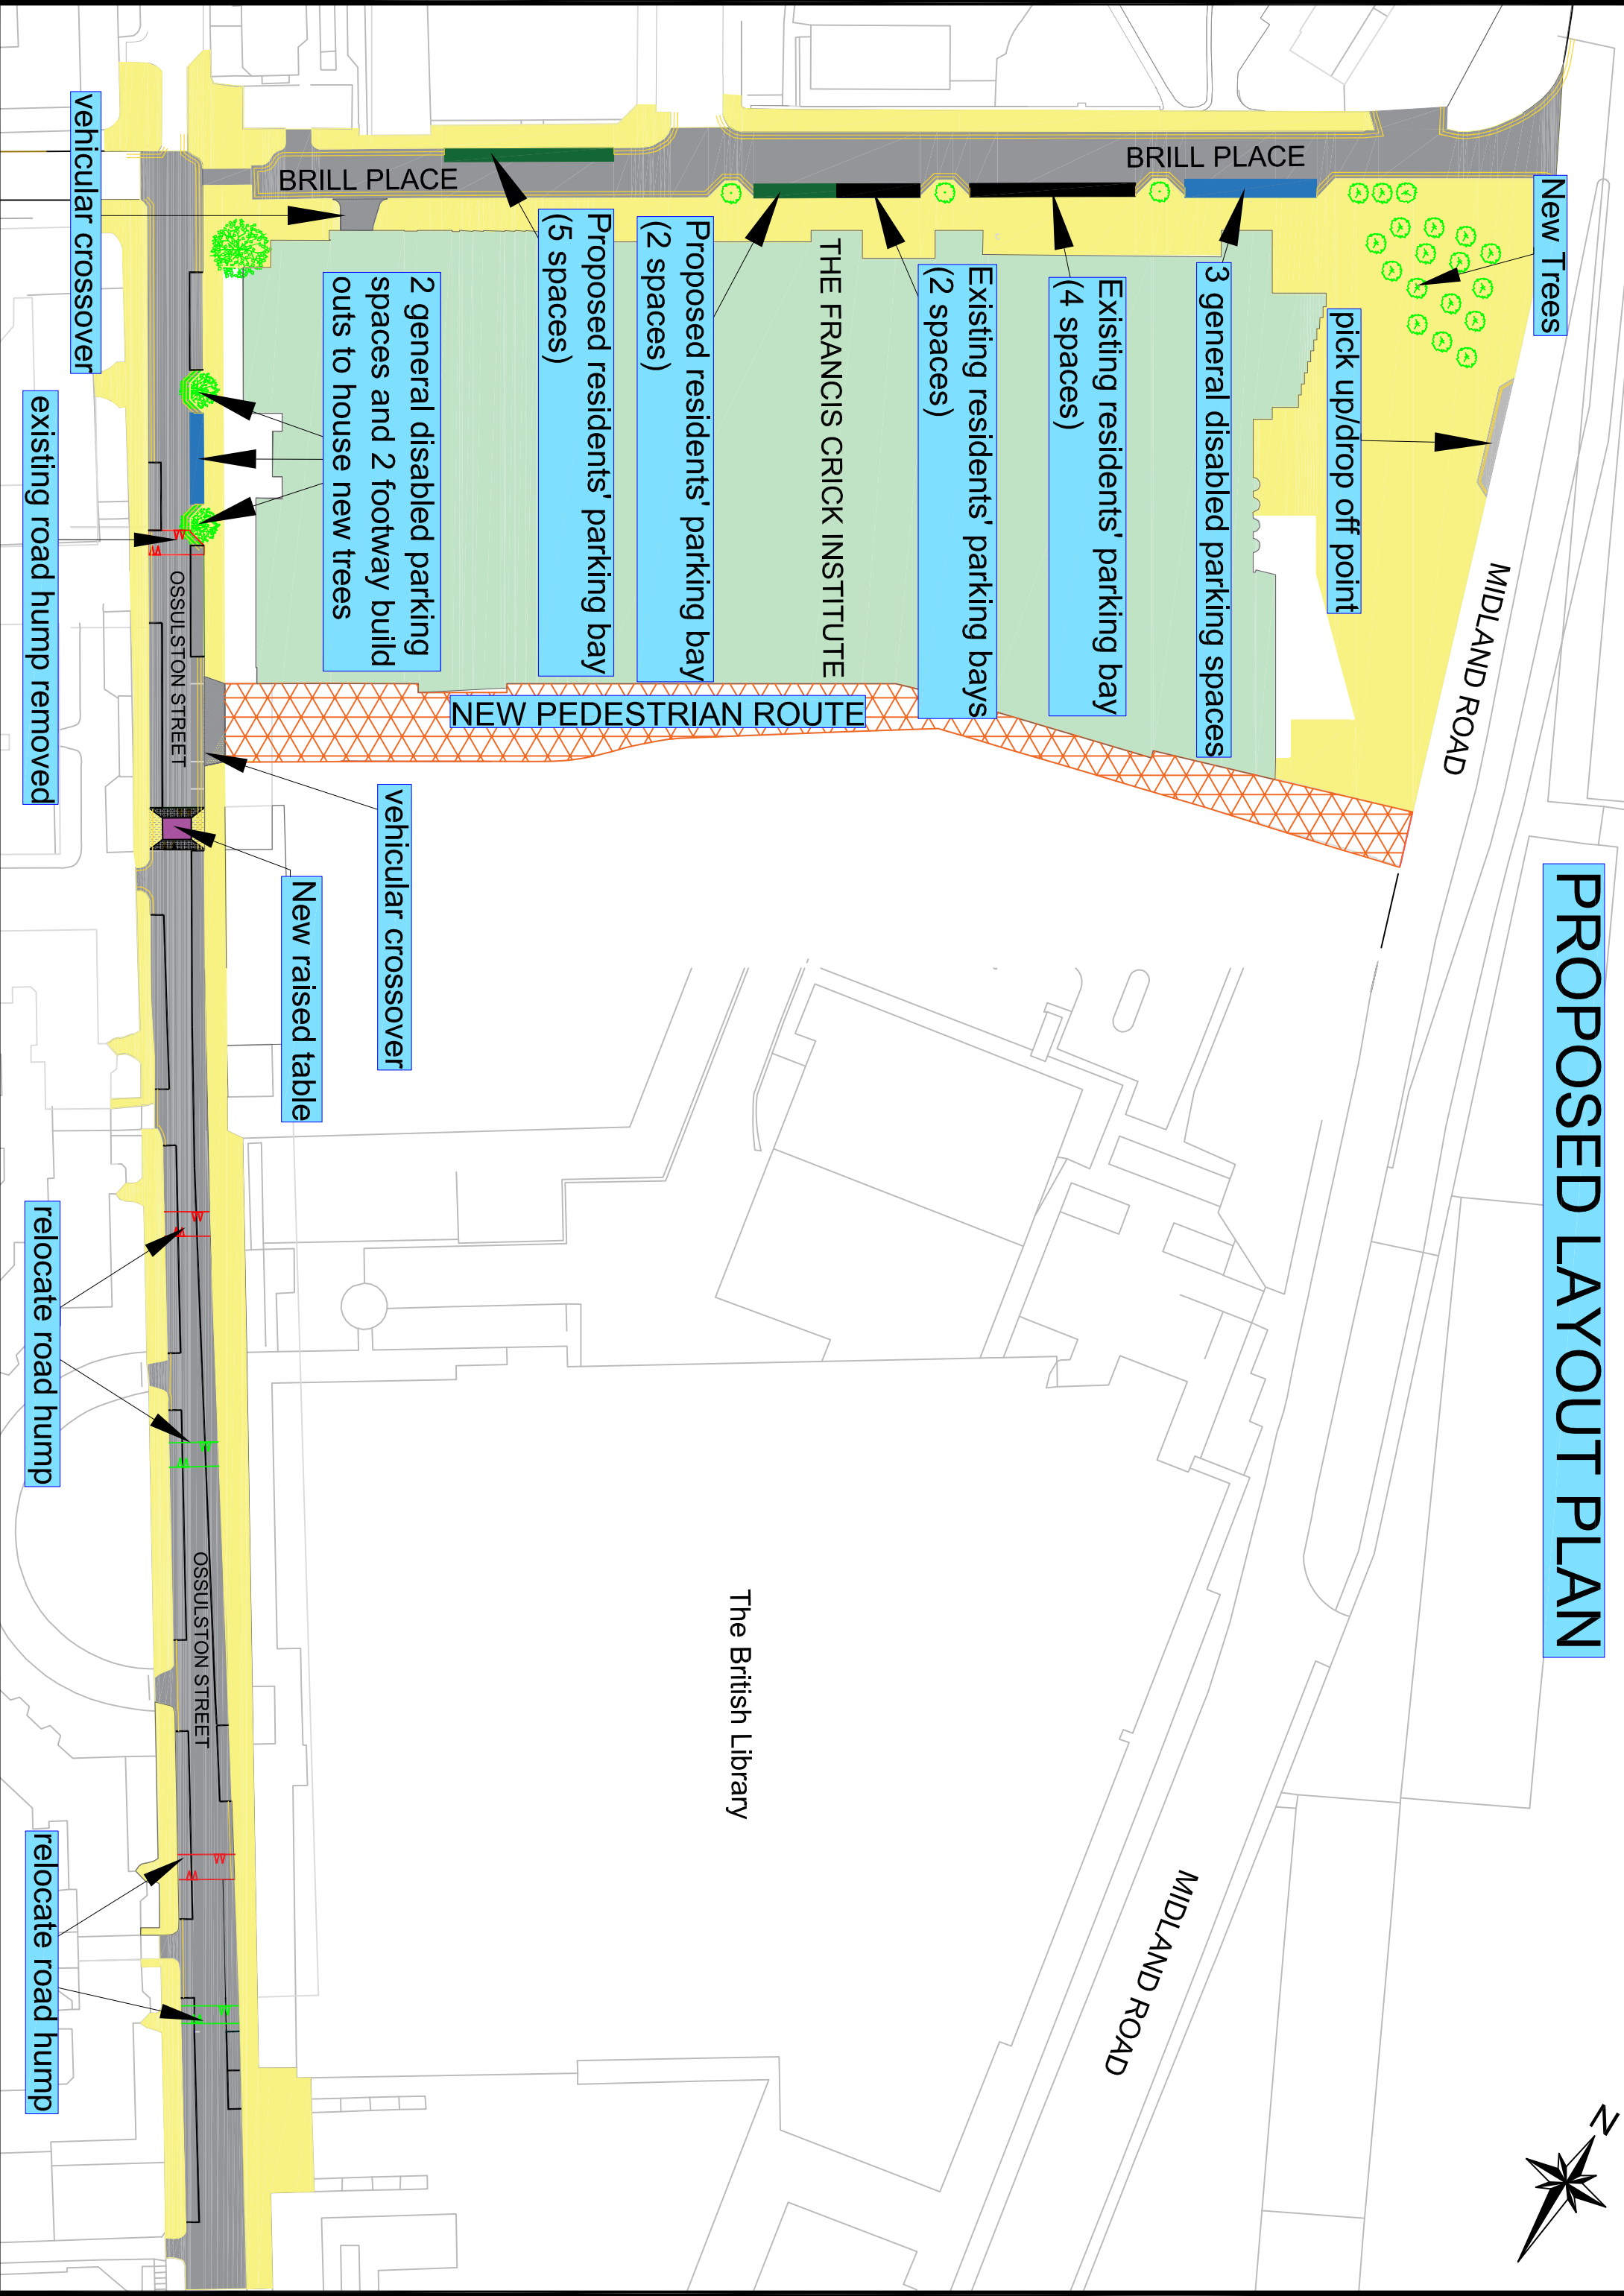 PROPOSED LAYOUT PLAN
N
New Trees
pick up/drop off point
MIDLAND ROAD
MIDLAND ROAD
BRILL PLACE
3 general disabled parking spaces
Existing residents' parking bay
(4 spaces)
Existing residents' parking bays
(2 spaces)
THE FRANCIS CRICK INSTITUTE
Proposed residents' parking bay
(2 spaces)
Proposed residents' parking bay
(5 spaces)
BRILL PLACE
NEW PEDESTRIAN ROUTE
The British Library
2 general disabled parking
spaces and 2 footway build
outs to house new trees
vehicular crossover
New raised table
OSSULSTON STREET
OSSULSTON STREET
vehicular crossover
existing road hump removed
relocate road hump
relocate road hump